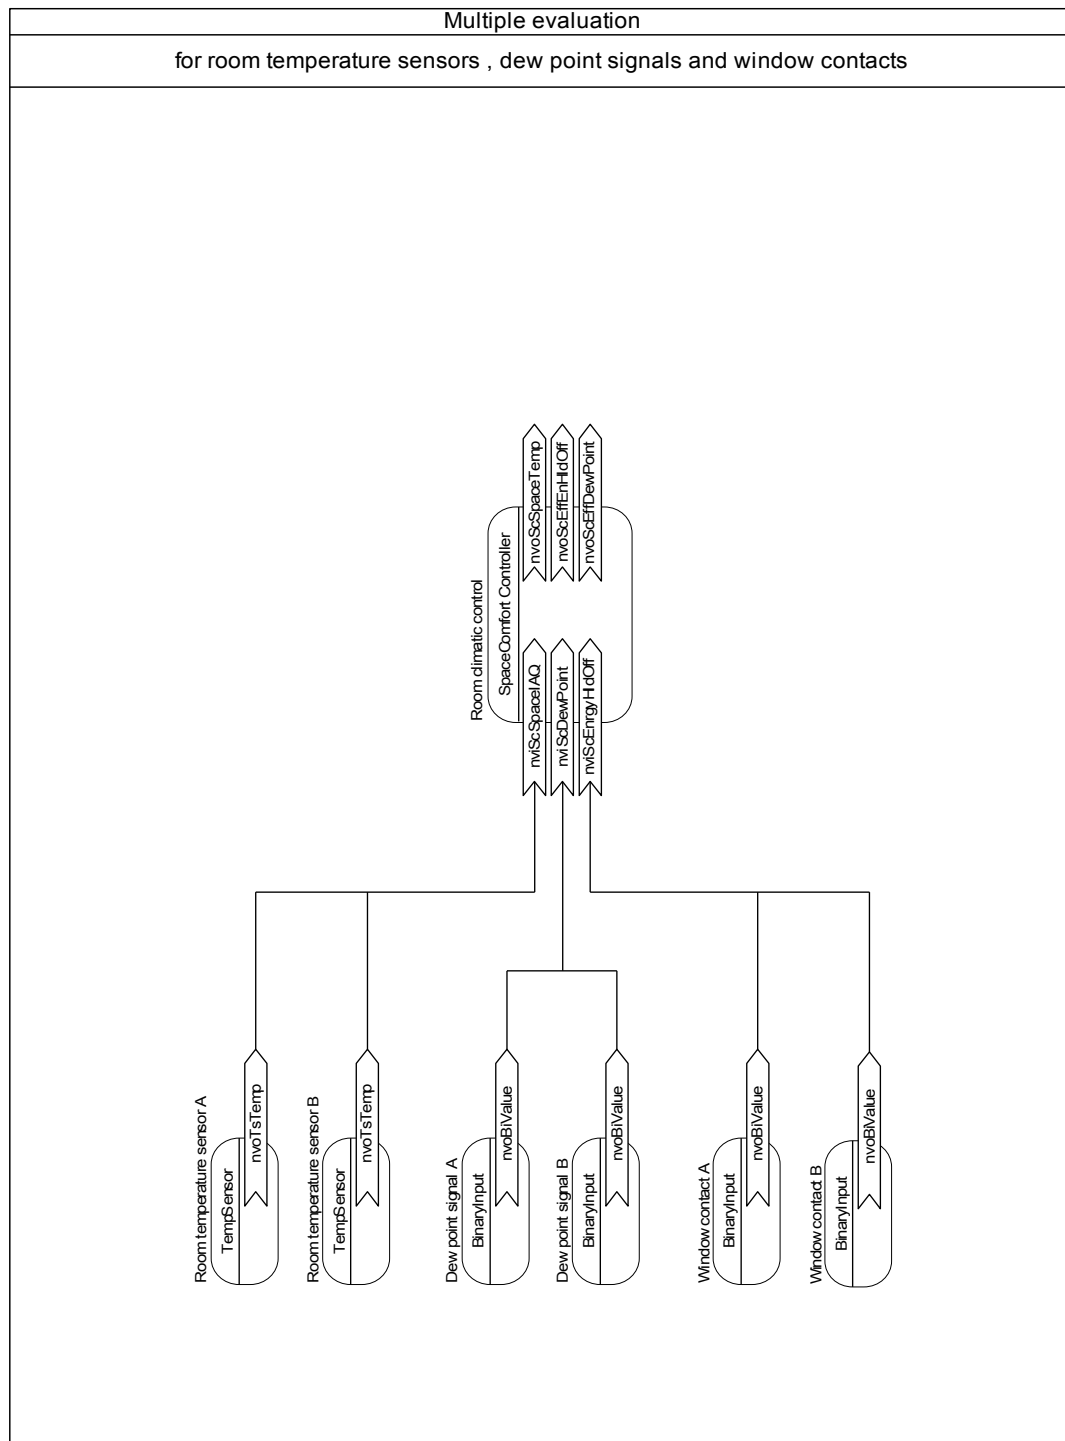 Multiple evaluation
for room temperature sensors , dew point signals and window contacts
Room climatic control
SpaceComfort Controller
nvoScSpaceTemp
nvoScEffEnHldOff
nvoScEffDewPoint
nviScSpaceIAQ
nviScDewPoint
nviScEnrgyHldOff
Room temperature sensor A
TempSensor
nvoTsTemp
Room temperature sensor B
TempSensor
nvoTsTemp
Dew point signal A
BinaryInput
nvoBiValue
Dew point signal B
BinaryInput
nvoBiValue
Window contact A
BinaryInput
nvoBiValue
Window contact B
BinaryInput
nvoBiValue